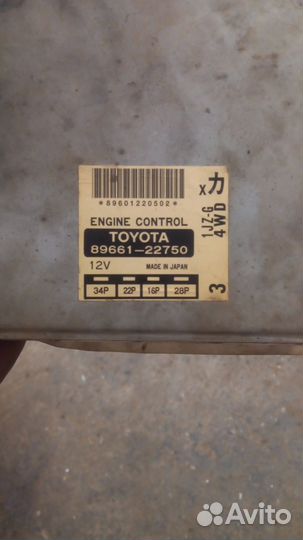 *89601220502*
ENGINE CONTROL
TOYOTA
89661-22750
12V MADE IN JAPAN
34P 22P 16P 28P
xカ
1JZ-G
4WD
3
Avito